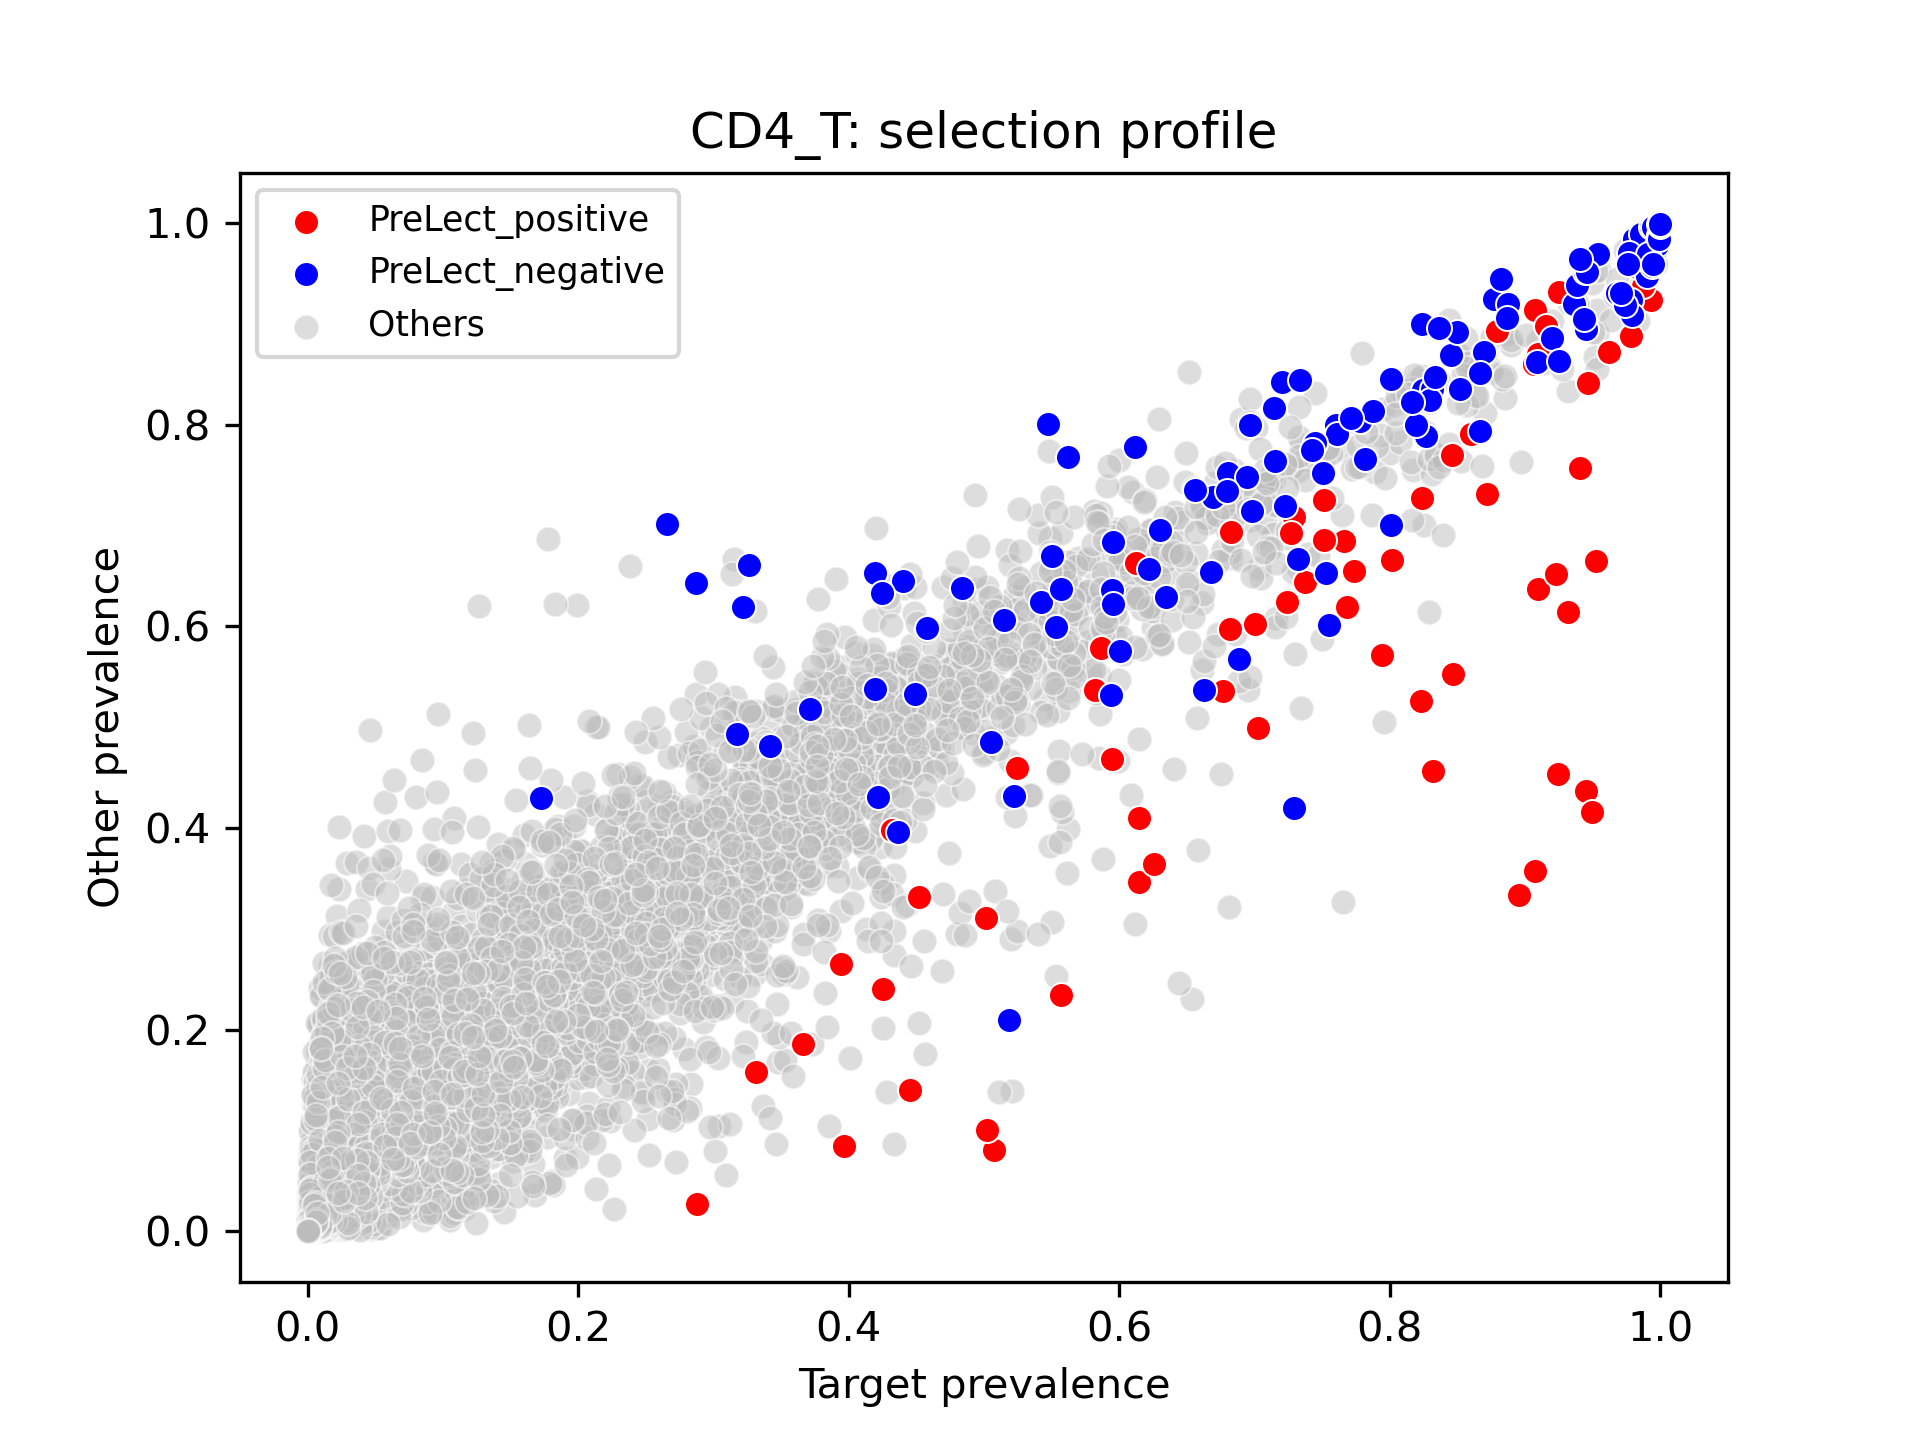 CD4_T: selection profile
PreLect_positive
PreLect_negative
Others
Other prevalence
1.0
0.8
0.6
0.4
0.2
0.0
0.0 0.2 0.4 0.6 0.8 1.0
Target prevalence